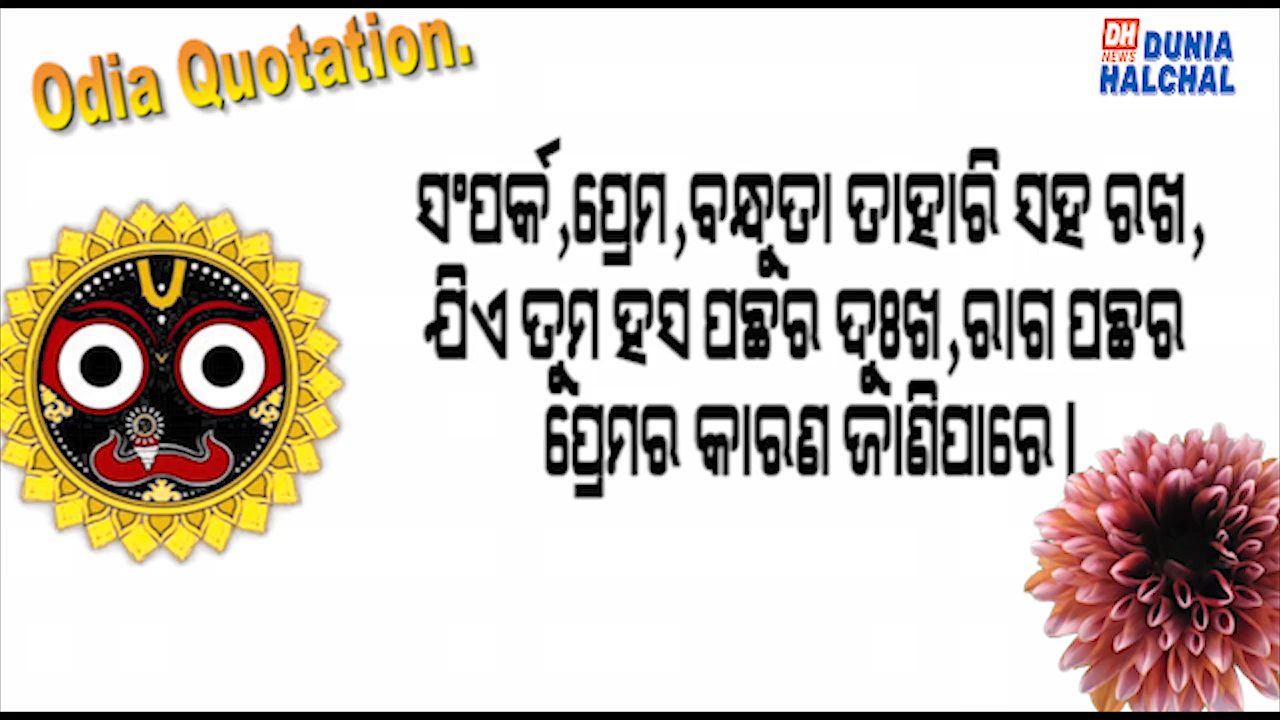 Odia Quotation.
DH NEWS DUNIA HALCHAL
ସଂପର୍କ,ପ୍ରେମ,ବନ୍ଧୁତା ତାହାରି ସହ ରଖ,
ଯିଏ ତୁମ ହସ ପଛର ଦୁଃଖ,ରାଗ ପଛର
ପ୍ରେମର କାରଣ ଜାଣିପାରେ।